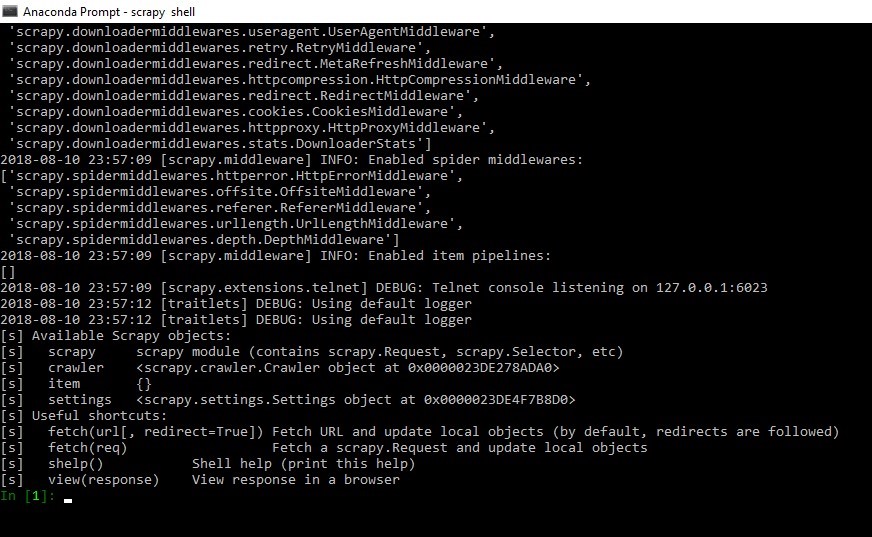 Anaconda Prompt - scrapy  shell
 'scrapy.downloadermiddlewares.useragent.UserAgentMiddleware',
 'scrapy.downloadermiddlewares.retry.RetryMiddleware',
 'scrapy.downloadermiddlewares.redirect.MetaRefreshMiddleware',
 'scrapy.downloadermiddlewares.httpcompression.HttpCompressionMiddleware',
 'scrapy.downloadermiddlewares.redirect.RedirectMiddleware',
 'scrapy.downloadermiddlewares.cookies.CookiesMiddleware',
 'scrapy.downloadermiddlewares.httpproxy.HttpProxyMiddleware',
 'scrapy.downloadermiddlewares.stats.DownloaderStats']
2018-08-10 23:57:09 [scrapy.middleware] INFO: Enabled spider middlewares:
['scrapy.spidermiddlewares.httperror.HttpErrorMiddleware',
 'scrapy.spidermiddlewares.offsite.OffsiteMiddleware',
 'scrapy.spidermiddlewares.referer.RefererMiddleware',
 'scrapy.spidermiddlewares.urllength.UrlLengthMiddleware',
 'scrapy.spidermiddlewares.depth.DepthMiddleware']
2018-08-10 23:57:09 [scrapy.middleware] INFO: Enabled item pipelines:
[]
2018-08-10 23:57:09 [scrapy.extensions.telnet] DEBUG: Telnet console listening on 127.0.0.1:6023
2018-08-10 23:57:12 [traitlets] DEBUG: Using default logger
2018-08-10 23:57:12 [traitlets] DEBUG: Using default logger
[s] Available Scrapy objects:
[s]   scrapy     scrapy module (contains scrapy.Request, scrapy.Selector, etc)
[s]   crawler    <scrapy.crawler.Crawler object at 0x0000023DE278ADA0>
[s]   item       {}
[s]   settings   <scrapy.settings.Settings object at 0x0000023DE4F7B8D0>
[s] Useful shortcuts:
[s]   fetch(url[, redirect=True]) Fetch URL and update local objects (by default, redirects are followed)
[s]   fetch(req)                  Fetch a scrapy.Request and update local objects
[s]   shelp()           Shell help (print this help)
[s]   view(response)    View response in a browser
In [1]: